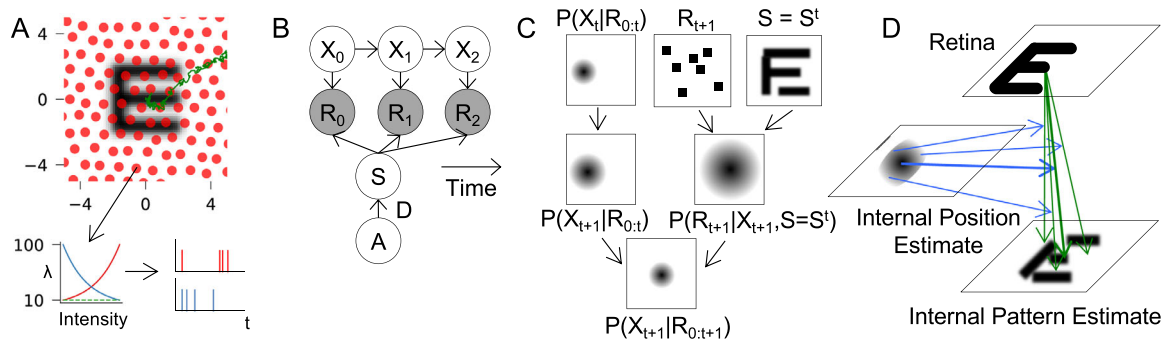 A
4
0
−4
−4 0 4
100
λ
10
Intensity
t
B
X₀ X₁ X₂
R₀ R₁ R₂
S
D
A
Time
C
P(Xₜ|R₀:ₜ) Rₜ₊₁ S = Sᵗ
P(Xₜ₊₁|R₀:ₜ) P(Rₜ₊₁|Xₜ₊₁,S=Sᵗ)
P(Xₜ₊₁|R₀:ₜ₊₁)
D
Retina
Internal Position
Estimate
Internal Pattern Estimate